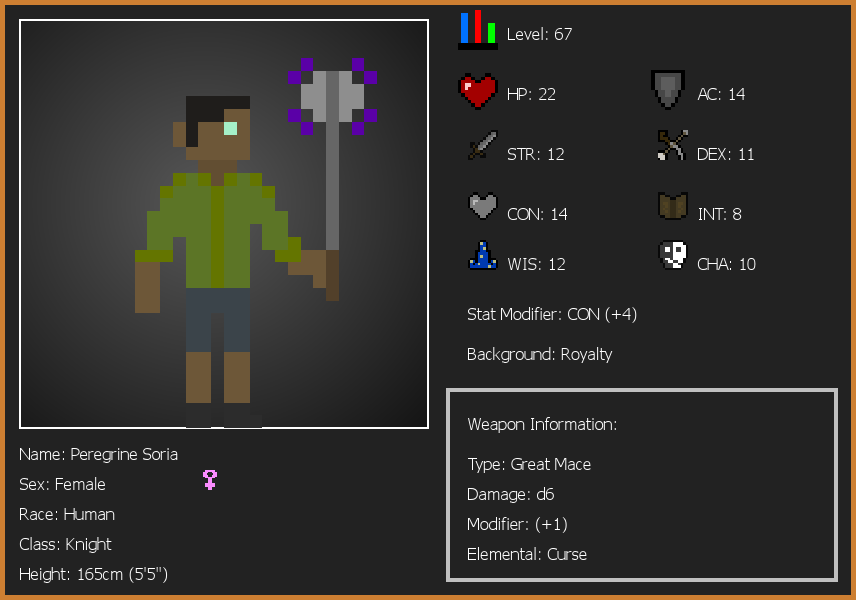 Level: 67
HP: 22
AC: 14
STR: 12
DEX: 11
CON: 14
INT: 8
WIS: 12
CHA: 10
Stat Modifier: CON (+4)
Background: Royalty
Weapon Information:
Type: Great Mace
Damage: d6
Modifier: (+1)
Elemental: Curse
Name: Peregrine Soria
Sex: Female
Race: Human
Class: Knight
Height: 165cm (5'5")